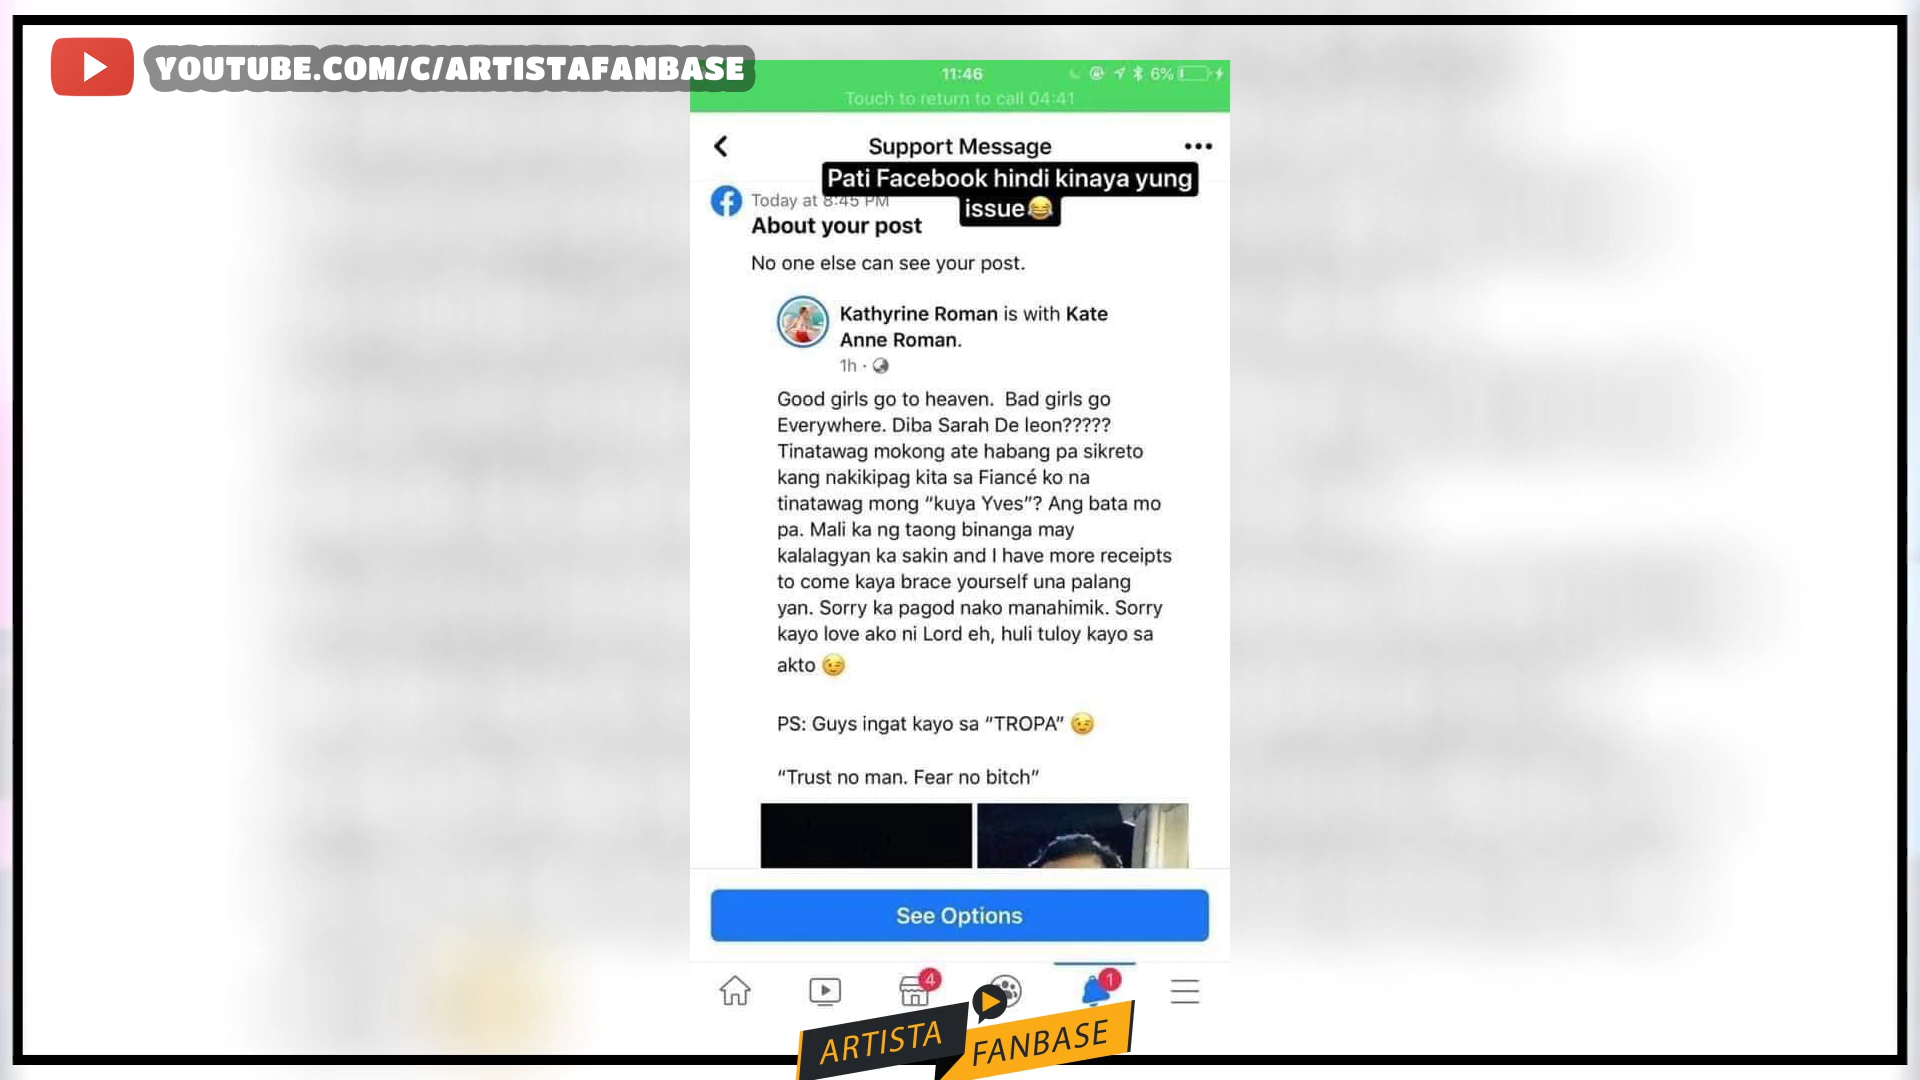 YOUTUBE.COM/C/ARTISTAFANBASE
11:46
6%
Touch to return to call 04:41
Support Message
Pati Facebook hindi kinaya yung
issue😂
Today at 8:45 PM
About your post
No one else can see your post.
Kathyrine Roman is with Kate
Anne Roman.
1h ·
Good girls go to heaven.  Bad girls go
Everywhere. Diba Sarah De leon?????
Tinatawag mokong ate habang pa sikreto
kang nakikipag kita sa Fiancé ko na
tinatawag mong “kuya Yves”? Ang bata mo
pa. Mali ka ng taong binanga may
kalalagyan ka sakin and I have more receipts
to come kaya brace yourself una palang
yan. Sorry ka pagod nako manahimik. Sorry
kayo love ako ni Lord eh, huli tuloy kayo sa
akto 😉
PS: Guys ingat kayo sa “TROPA” 😉
“Trust no man. Fear no bitch”
See Options
4
1
ARTISTA
FANBASE